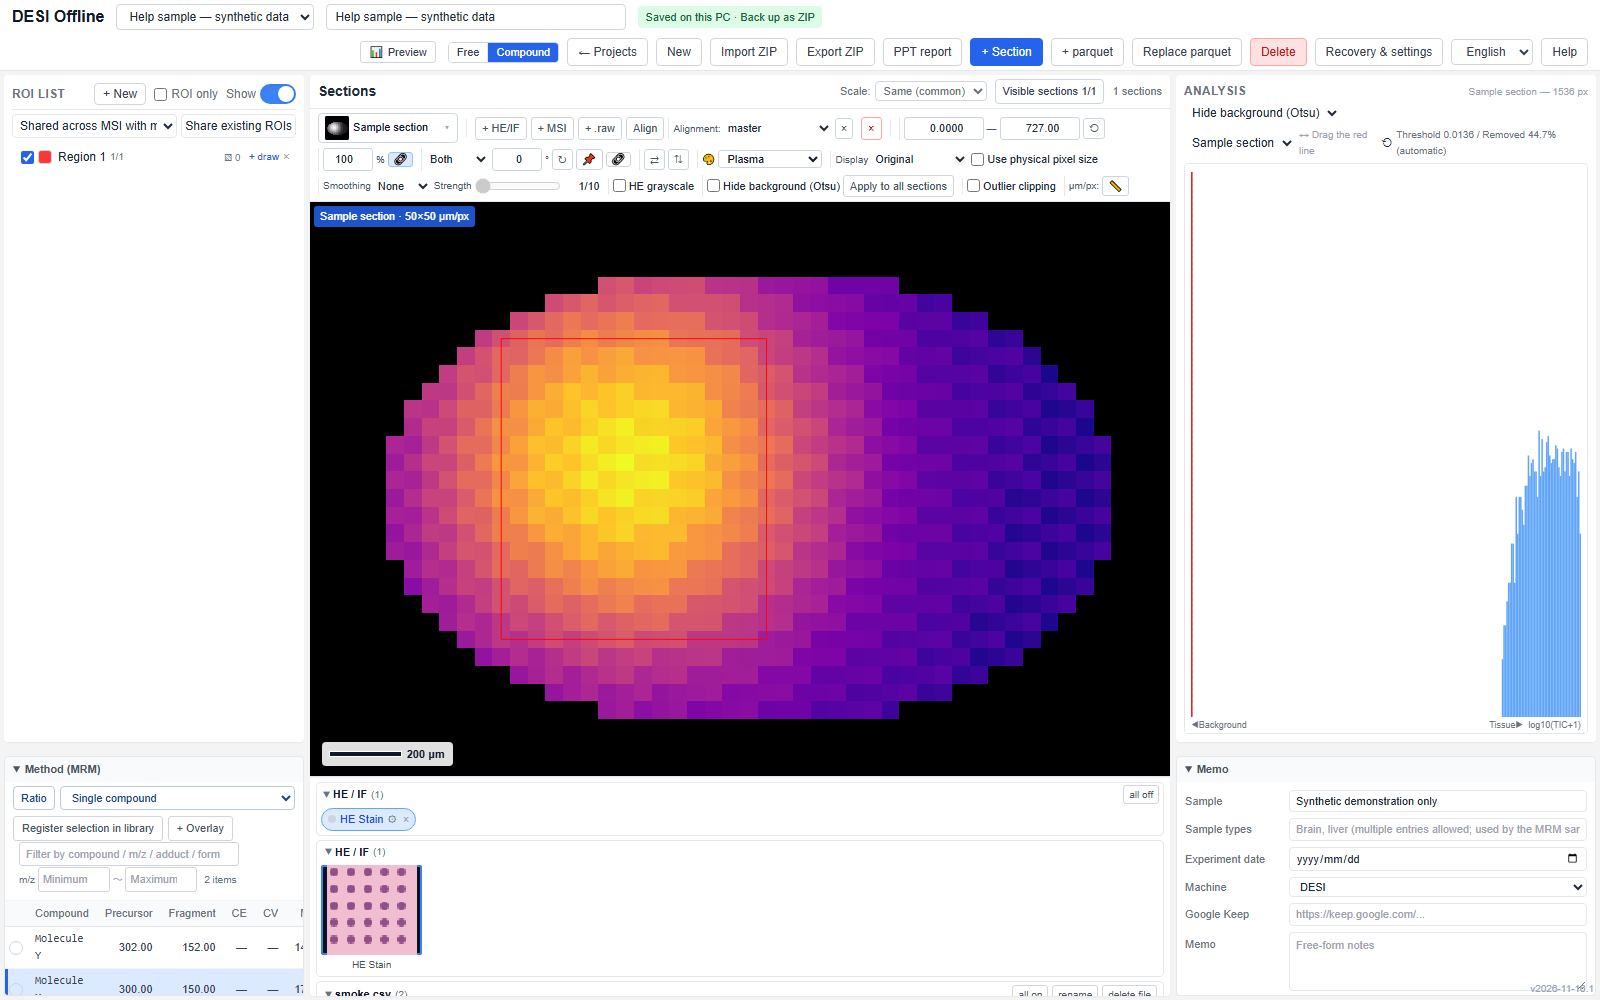 DESI Offline
Help sample — synthetic data
Help sample — synthetic data
Saved on this PC · Back up as ZIP
Preview
Free
Compound
← Projects
New
Import ZIP
Export ZIP
PPT report
+ Section
+ parquet
Replace parquet
Delete
Recovery & settings
English
Help
ROI LIST
+ New
ROI only
Show
Shared across MSI with m
Share existing ROIs
Region 1 1/1
0
+ draw ×
Sections
Scale: Same (common)
Visible sections 1/1
1 sections
Sample section
+ HE/IF
+ MSI
+ .raw
Align
Alignment: master
×
×
0.0000 — 727.00
100 %
Both
0 °
Plasma
Display Original
Use physical pixel size
Smoothing None
Strength
1/10
HE grayscale
Hide background (Otsu)
Apply to all sections
Outlier clipping
µm/px:
Sample section · 50×50 µm/px
200 µm
▼ HE / IF (1)
all off
HE Stain ×
▼ HE / IF (1)
HE Stain
▼ smoke.csv (2)
all on
rename
delete file
ANALYSIS
Sample section — 1536 px
Hide background (Otsu)
Sample section
Drag the red line
Threshold 0.0136 / Removed 44.7% (automatic)
◀Background
Tissue▶ log10(TIC+1)
▼ Method (MRM)
Ratio
Single compound
Register selection in library
+ Overlay
Filter by compound / m/z / adduct / form
m/z Minimum ～ Maximum 2 items
Compound Precursor Fragment CE CV
Molecule Y 302.00 152.00 — —
Molecule 300.00 150.00 — —
▼ Memo
Sample
Synthetic demonstration only
Sample types
Brain, liver (multiple entries allowed; used by the MRM sar
Experiment date
yyyy/mm/dd
Machine
DESI
Google Keep
https://keep.google.com/...
Memo
Free-form notes